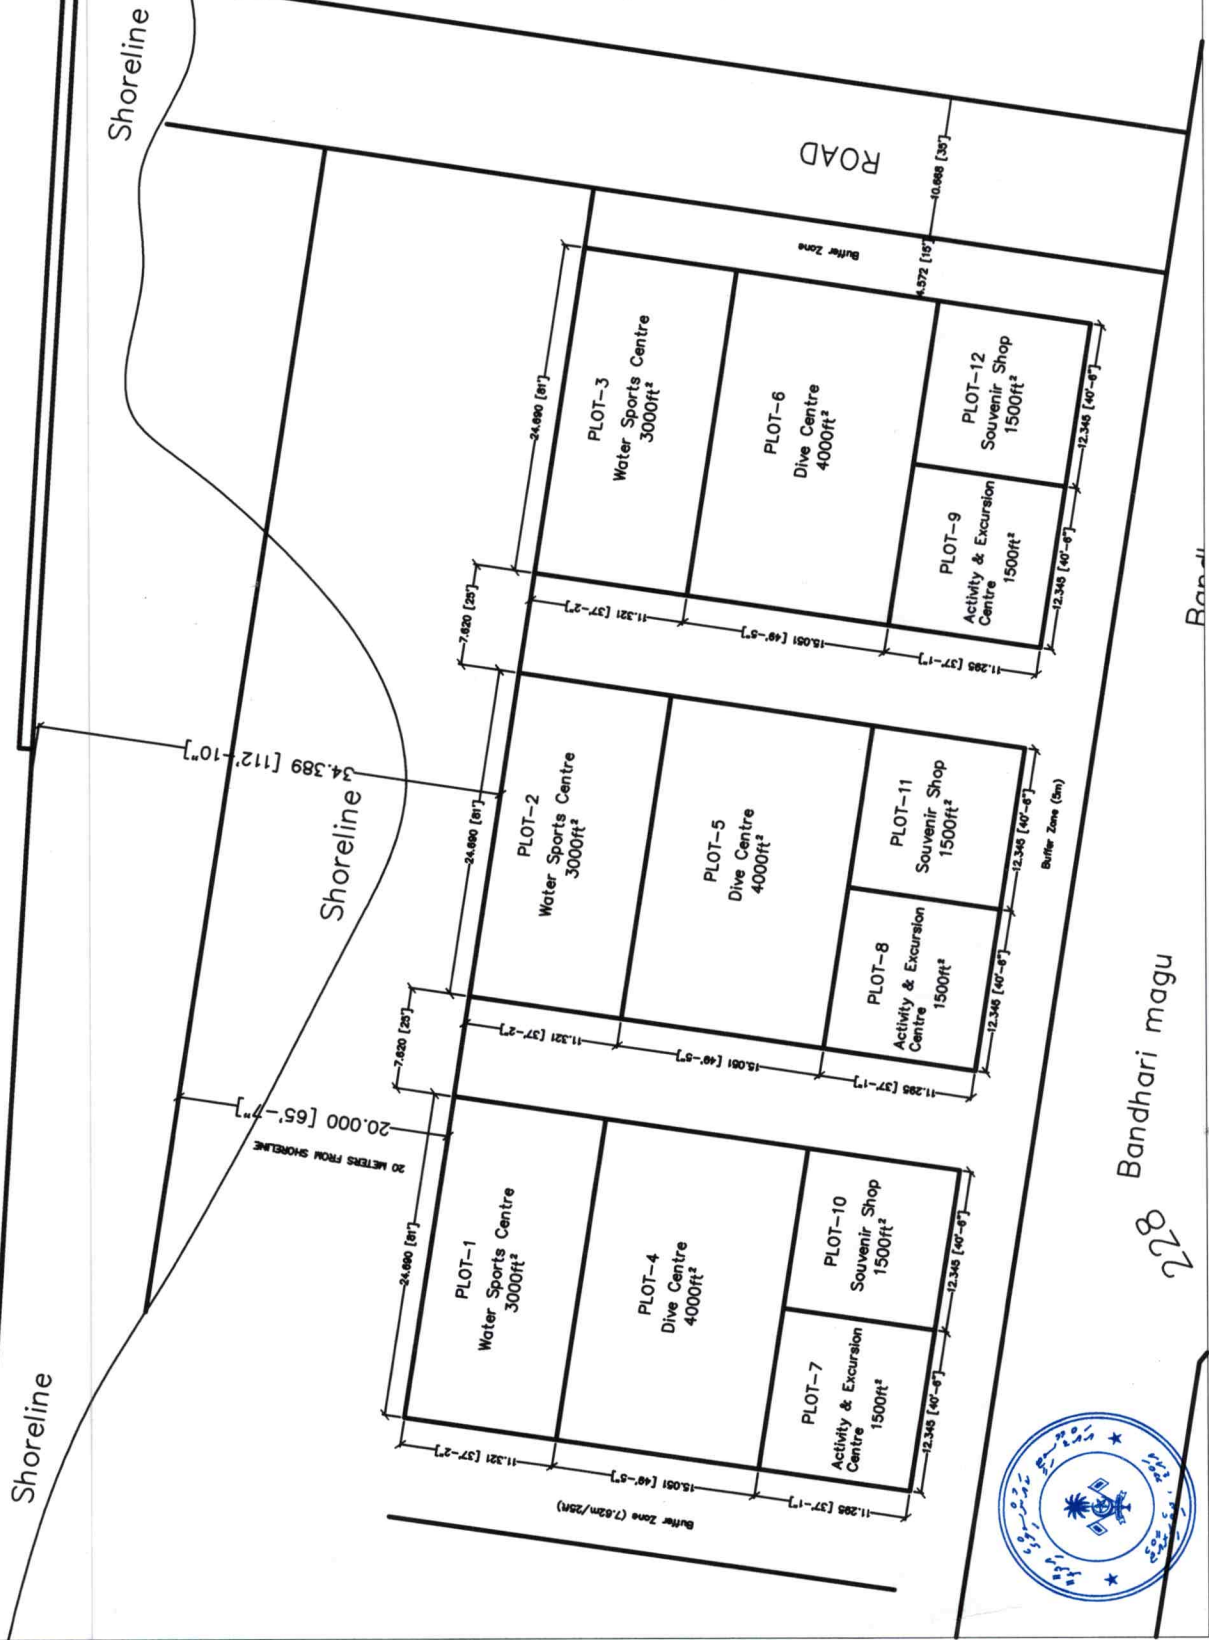 Shoreline
Shoreline
Shoreline
ROAD
10.668 [35']
Buffer Zone
4.572 [15']
34.389 [112'-10"]
20.000 [65'-7"]
20 METERS FROM SHORELINE
24.690 [81']
7.620 [25']
24.690 [81']
7.620 [25']
24.690 [81']
PLOT-1
Water Sports Centre
3000ft²
PLOT-2
Water Sports Centre
3000ft²
PLOT-3
Water Sports Centre
3000ft²
PLOT-4
Dive Centre
4000ft²
PLOT-5
Dive Centre
4000ft²
PLOT-6
Dive Centre
4000ft²
PLOT-7
Activity & Excursion
Centre
1500ft²
PLOT-10
Souvenir Shop
1500ft²
PLOT-8
Activity & Excursion
Centre
1500ft²
PLOT-11
Souvenir Shop
1500ft²
PLOT-9
Activity & Excursion
Centre
1500ft²
PLOT-12
Souvenir Shop
1500ft²
11.321 [37'-2"]
15.051 [49'-5"]
11.295 [37'-1"]
11.321 [37'-2"]
15.051 [49'-5"]
11.295 [37'-1"]
11.321 [37'-2"]
15.051 [49'-5"]
11.295 [37'-1"]
12.345 [40'-6"]
12.345 [40'-6"]
12.345 [40'-6"]
12.345 [40'-6"]
12.345 [40'-6"]
12.345 [40'-6"]
Buffer Zone (7.62m/25ft)
Buffer Zone (5m)
228
Bandhari magu